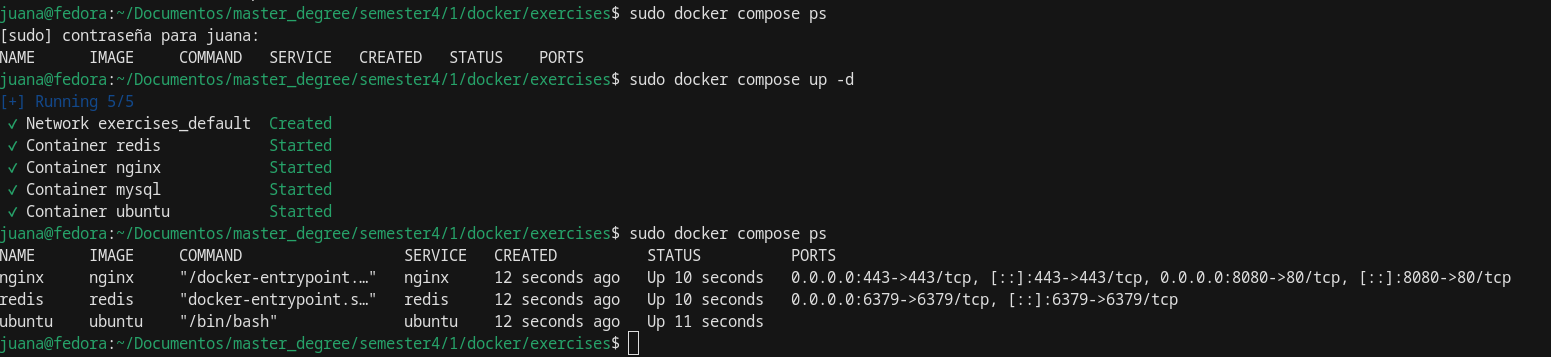 juana@fedora:~/Documentos/master_degree/semester4/1/docker/exercises$ sudo docker compose ps
[sudo] contraseña para juana:
NAME      IMAGE     COMMAND   SERVICE   CREATED   STATUS    PORTS
juana@fedora:~/Documentos/master_degree/semester4/1/docker/exercises$ sudo docker compose up -d
[+] Running 5/5
 ✓ Network exercises_default  Created
 ✓ Container redis            Started
 ✓ Container nginx            Started
 ✓ Container mysql            Started
 ✓ Container ubuntu           Started
juana@fedora:~/Documentos/master_degree/semester4/1/docker/exercises$ sudo docker compose ps
NAME      IMAGE     COMMAND                  SERVICE   CREATED          STATUS          PORTS
nginx     nginx     "/docker-entrypoint.…"   nginx     12 seconds ago   Up 10 seconds   0.0.0.0:443->443/tcp, [::]:443->443/tcp, 0.0.0.0:8080->80/tcp, [::]:8080->80/tcp
redis     redis     "docker-entrypoint.s…"   redis     12 seconds ago   Up 10 seconds   0.0.0.0:6379->6379/tcp, [::]:6379->6379/tcp
ubuntu    ubuntu    "/bin/bash"              ubuntu    12 seconds ago   Up 11 seconds
juana@fedora:~/Documentos/master_degree/semester4/1/docker/exercises$